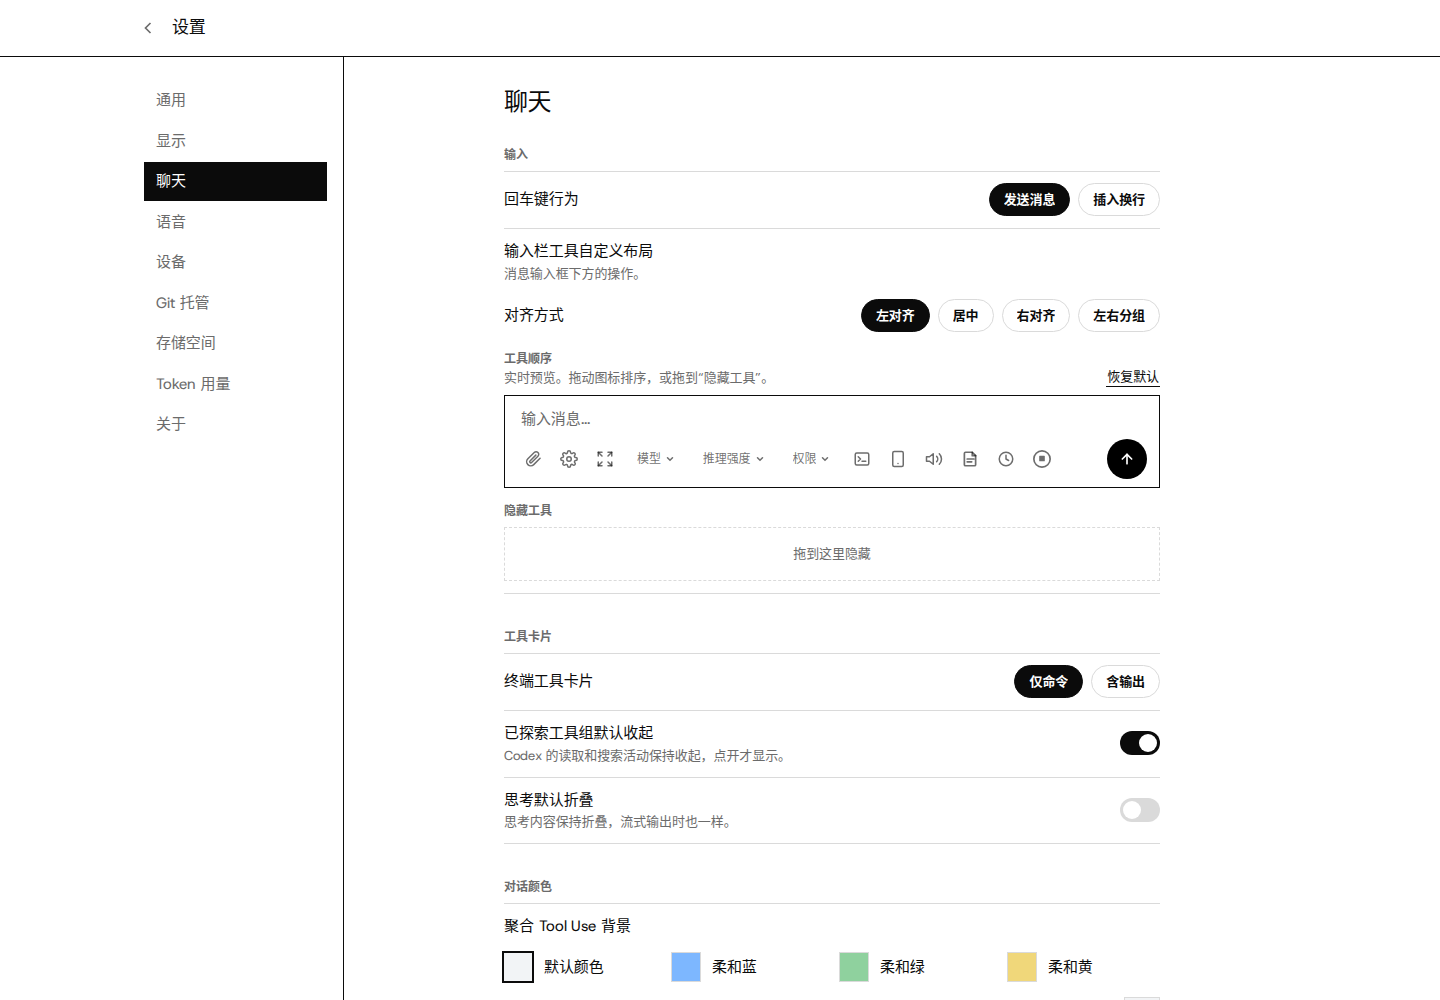 设置
通用
显示
聊天
语音
设备
Git 托管
存储空间
Token 用量
关于
聊天
输入
回车键行为
发送消息
插入换行
输入栏工具自定义布局
消息输入框下方的操作。
对齐方式
左对齐
居中
右对齐
左右分组
工具顺序
实时预览。拖动图标排序，或拖到“隐藏工具”。
恢复默认
输入消息...
模型
推理强度
权限
隐藏工具
拖到这里隐藏
工具卡片
终端工具卡片
仅命令
含输出
已探索工具组默认收起
Codex 的读取和搜索活动保持收起，点开才显示。
思考默认折叠
思考内容保持折叠，流式输出时也一样。
对话颜色
聚合 Tool Use 背景
默认颜色
柔和蓝
柔和绿
柔和黄